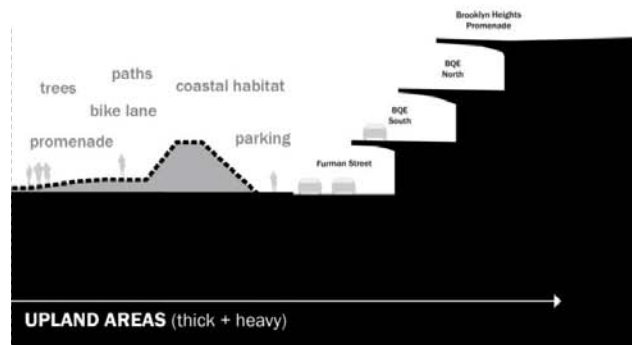 Brooklyn Heights
Promenade
BQE
North
paths
trees
coastal habitat
bike lane
BQE
South
promenade
parking
Furman Street
UPLAND AREAS (thick + heavy)